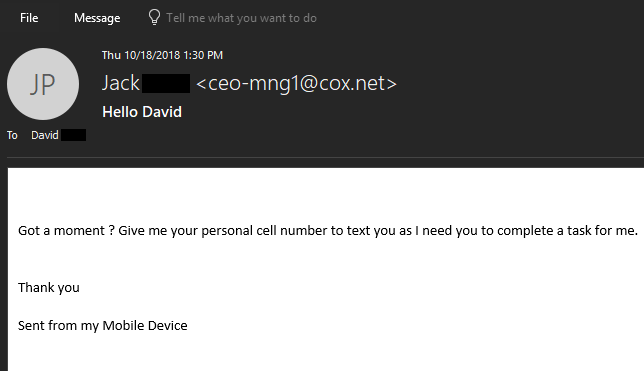 File Message Tell me what you want to do
Thu 10/18/2018 1:30 PM
JP
Jack <ceo-mng1@cox.net>
Hello David
To David
Got a moment ? Give me your personal cell number to text you as I need you to complete a task for me.
Thank you
Sent from my Mobile Device